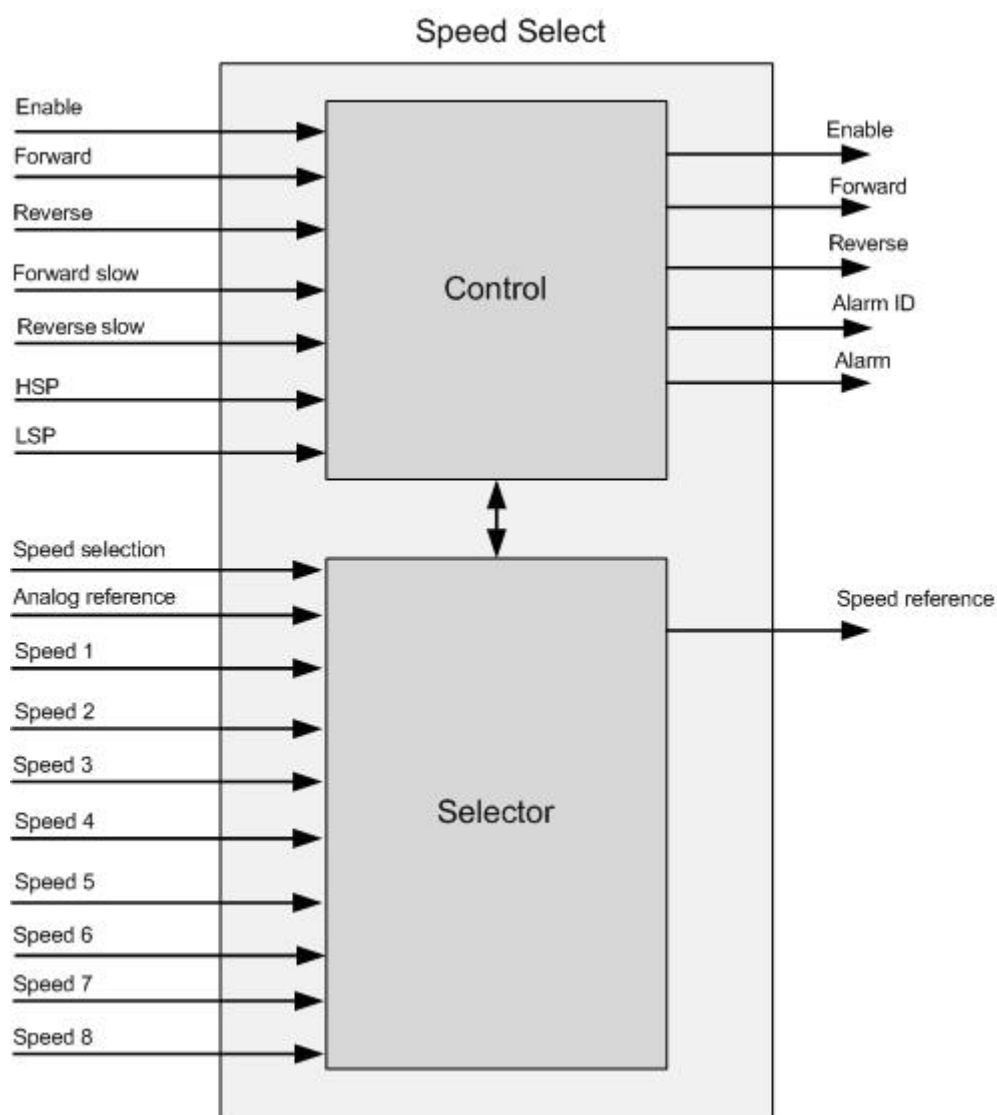 Speed Select
Enable
Forward
Reverse
Forward slow
Reverse slow
HSP
LSP
Control
Enable
Forward
Reverse
Alarm ID
Alarm
Speed selection
Analog reference
Speed 1
Speed 2
Speed 3
Speed 4
Speed 5
Speed 6
Speed 7
Speed 8
Selector
Speed reference